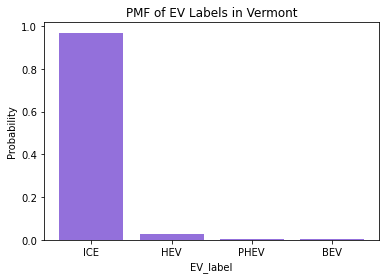 PMF of EV Labels in Vermont
1.0
0.8
0.6
0.4
0.2
0.0
Probability
ICE HEV PHEV BEV
EV_label